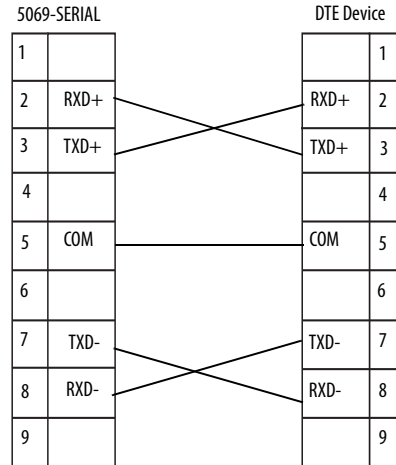 5069-SERIAL DTE Device
1 1
2 RXD+ RXD+ 2
3 TXD+ TXD+ 3
4 4
5 COM COM 5
6 6
7 TXD- TXD- 7
8 RXD- RXD- 8
9 9